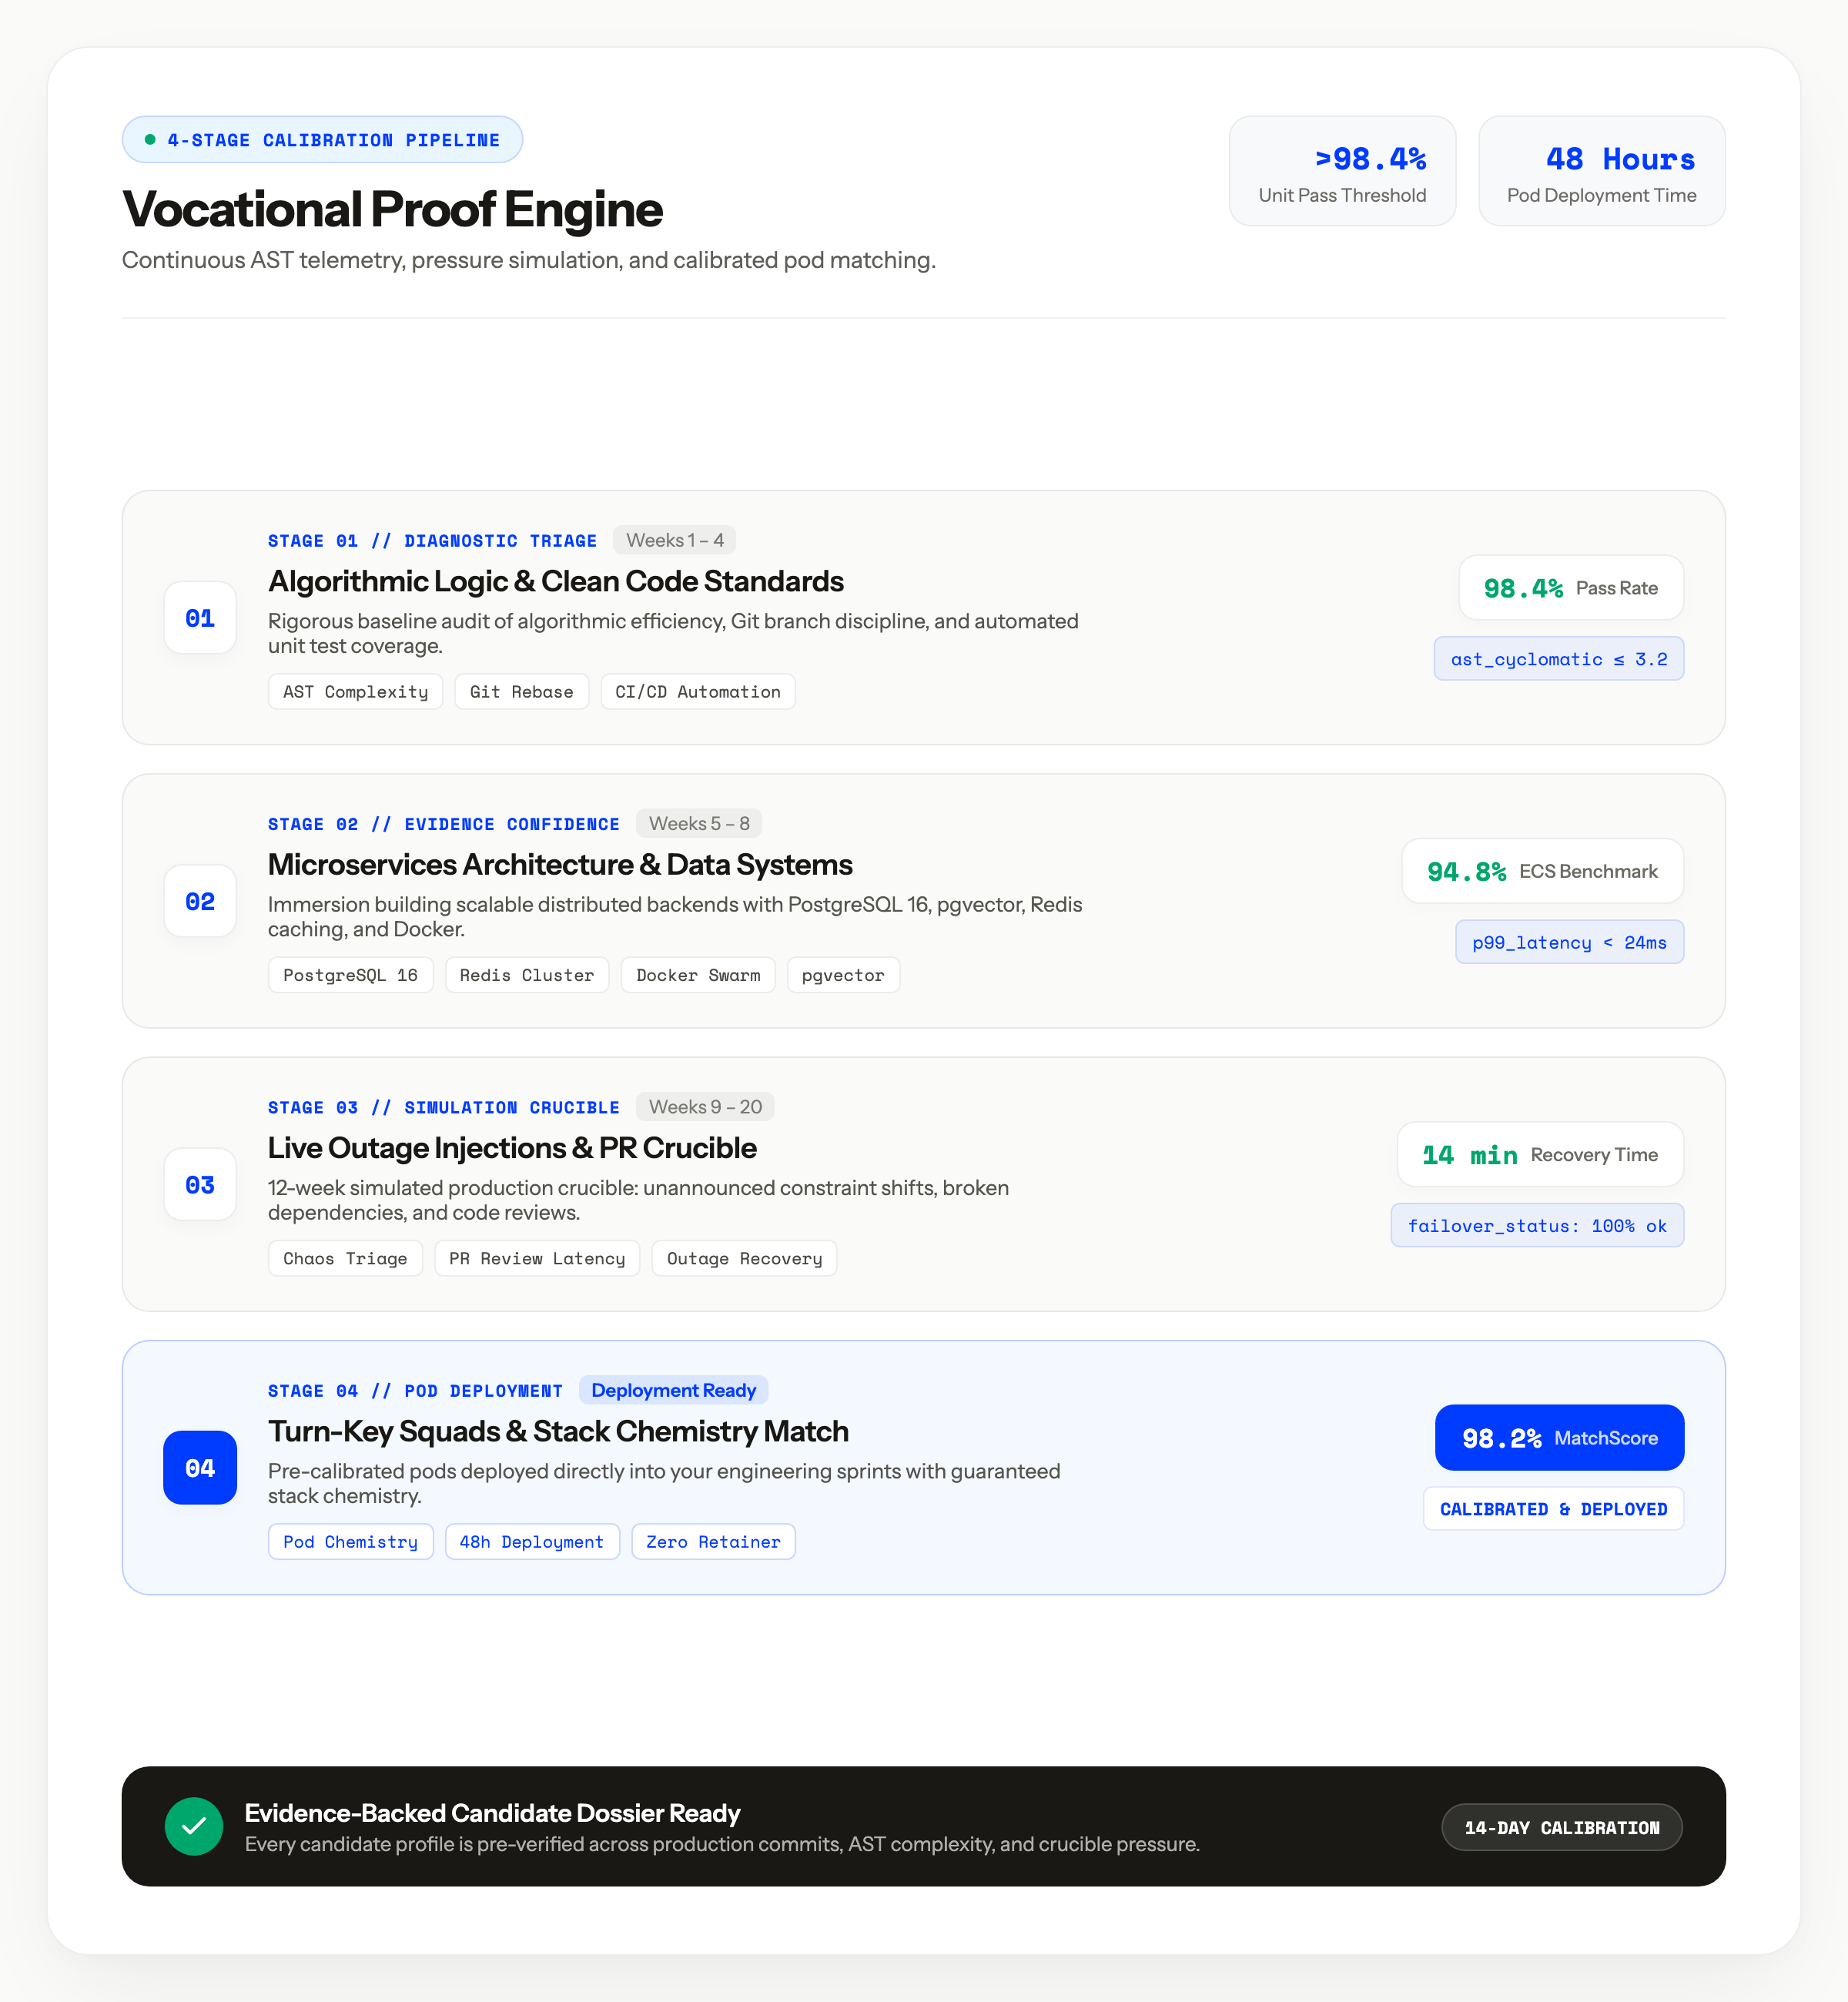 4-STAGE CALIBRATION PIPELINE
Vocational Proof Engine
Continuous AST telemetry, pressure simulation, and calibrated pod matching.
>98.4%
Unit Pass Threshold
48 Hours
Pod Deployment Time
STAGE 01 // DIAGNOSTIC TRIAGE Weeks 1 – 4
01
Algorithmic Logic & Clean Code Standards
Rigorous baseline audit of algorithmic efficiency, Git branch discipline, and automated
unit test coverage.
AST Complexity Git Rebase CI/CD Automation
98.4% Pass Rate
ast_cyclomatic ≤ 3.2
STAGE 02 // EVIDENCE CONFIDENCE Weeks 5 – 8
02
Microservices Architecture & Data Systems
Immersion building scalable distributed backends with PostgreSQL 16, pgvector, Redis
caching, and Docker.
PostgreSQL 16 Redis Cluster Docker Swarm pgvector
94.8% ECS Benchmark
p99_latency < 24ms
STAGE 03 // SIMULATION CRUCIBLE Weeks 9 – 20
03
Live Outage Injections & PR Crucible
12-week simulated production crucible: unannounced constraint shifts, broken
dependencies, and code reviews.
Chaos Triage PR Review Latency Outage Recovery
14 min Recovery Time
failover_status: 100% ok
STAGE 04 // POD DEPLOYMENT Deployment Ready
04
Turn-Key Squads & Stack Chemistry Match
Pre-calibrated pods deployed directly into your engineering sprints with guaranteed
stack chemistry.
Pod Chemistry 48h Deployment Zero Retainer
98.2% MatchScore
CALIBRATED & DEPLOYED
Evidence-Backed Candidate Dossier Ready
Every candidate profile is pre-verified across production commits, AST complexity, and crucible pressure.
14-DAY CALIBRATION